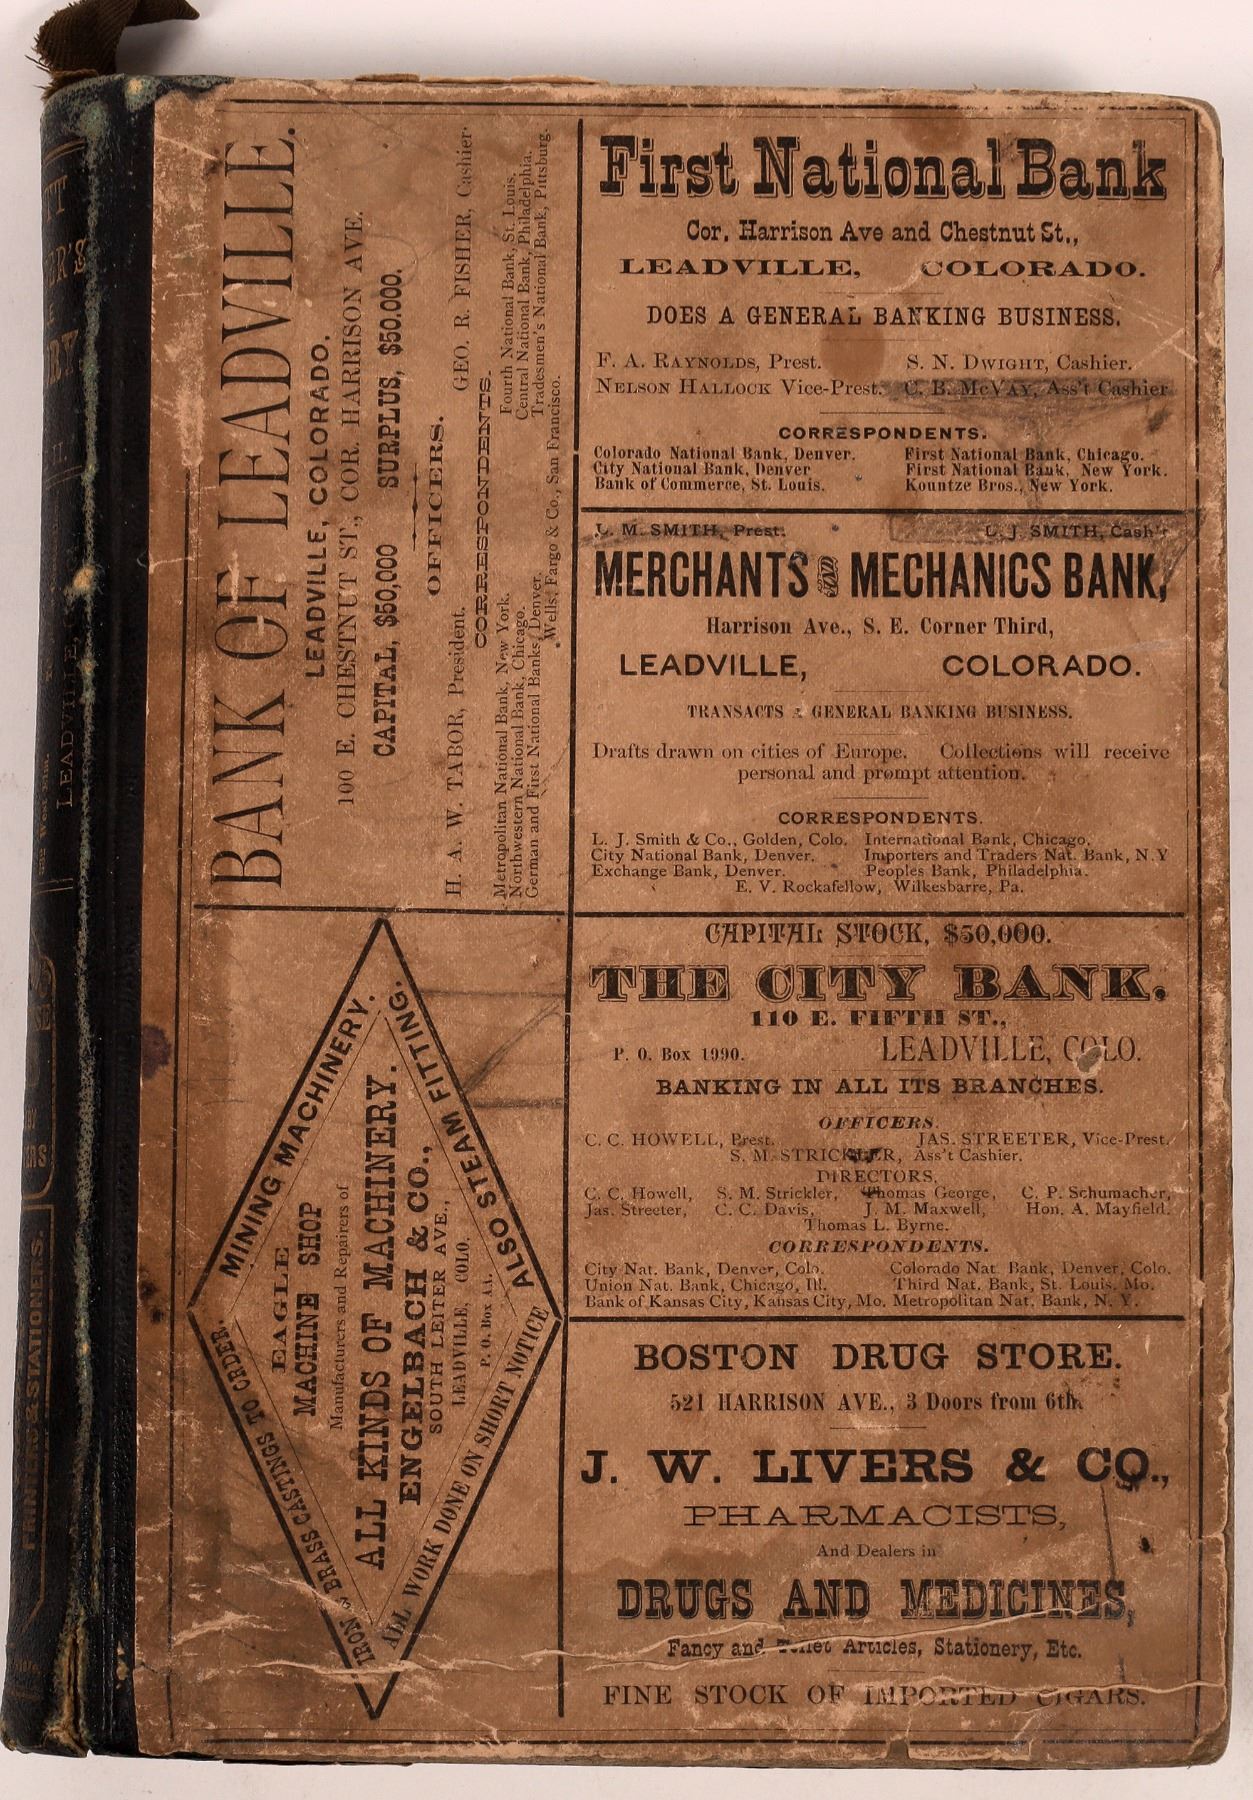 BANK OF LEADVILLE.
LEADVILLE, COLORADO.
100 E. CHESTNUT ST., COR. HARRISON AVE.
CAPITAL, $50,000 SURPLUS, $50.000.
OFFICERS.
H. A. W. TABOR, President. GEO. R. FISHER, Cashier.
CORRESPONDENTS.
Metropolitan National Bank, New York. Fourth National Bank, St. Louis.
Northwestern National Bank, Chicago. Central National Bank, Philadelphia.
German and First National Banks, Denver. Tradesmen's National Bank, Pittsburg.
Wells, Fargo & Co., San Francisco.
First National Bank
Cor. Harrison Ave and Chestnut St.,
LEADVILLE, COLORADO.
DOES A GENERAL BANKING BUSINESS.
F. A. RAYNOLDS, Prest. S. N. DWIGHT, Cashier.
NELSON HALLOCK Vice-Prest. C. B. MCVAY, Ass't Cashier
CORRESPONDENTS.
Colorado National Bank, Denver. First National Bank, Chicago.
City National Bank, Denver First National Bank, New York.
Bank of Commerce, St. Louis. Kountze Bros., New York.
L. M. SMITH, Prest. L. J. SMITH, Cash'r
MERCHANTS AND MECHANICS BANK,
Harrison Ave., S. E. Corner Third,
LEADVILLE, COLORADO.
TRANSACTS A GENERAL BANKING BUSINESS.
Drafts drawn on cities of Europe. Collections will receive
personal and prompt attention.
CORRESPONDENTS.
L. J. Smith & Co., Golden, Colo. International Bank, Chicago.
City National Bank, Denver. Importers and Traders Nat. Bank, N. Y
Exchange Bank, Denver. Peoples Bank, Philadelphia.
E. V. Rockafellow, Wilkesbarre, Pa.
CAPITAL STOCK, $50,000.
THE CITY BANK.
110 E. FIFTH ST.,
P. O. Box 1990. LEADVILLE, COLO.
BANKING IN ALL ITS BRANCHES.
OFFICERS.
C. C. HOWELL, Prest. JAS. STREETER, Vice-Prest.
S. M. STRICKLER, Ass't Cashier.
DIRECTORS,
C. C. Howell, S. M. Strickler, Thomas George, C. P. Schumacher,
Jas. Streeter, C. C. Davis, J. M. Maxwell, Hon. A. Mayfield.
Thomas L. Byrne.
CORRESPONDENTS.
City Nat. Bank, Denver, Colo. Colorado Nat. Bank, Denver, Colo.
Union Nat. Bank, Chicago, Ill. Third Nat. Bank, St. Louis, Mo.
Bank of Kansas City, Kansas City, Mo. Metropolitan Nat. Bank, N. Y.
MINING MACHINERY.
ALSO STEAM FITTING.
EAGLE
MACHINE SHOP
Manufacturers and Repairers of
ALL KINDS OF MACHINERY.
ENGELBACH & CO.,
SOUTH LEITER AVE.,
LEADVILLE, COLO.
P. O. Box AA.
IRON & BRASS CASTINGS TO ORDER.
ALL WORK DONE ON SHORT NOTICE
BOSTON DRUG STORE.
521 HARRISON AVE., 3 Doors from 6th.
J. W. LIVERS & CO.,
PHARMACISTS,
And Dealers in
DRUGS AND MEDICINES,
Fancy and Toilet Articles, Stationery, Etc.
FINE STOCK OF IMPORTED CIGARS.
LEADVILLE,
PRINTERS & STATIONERS.